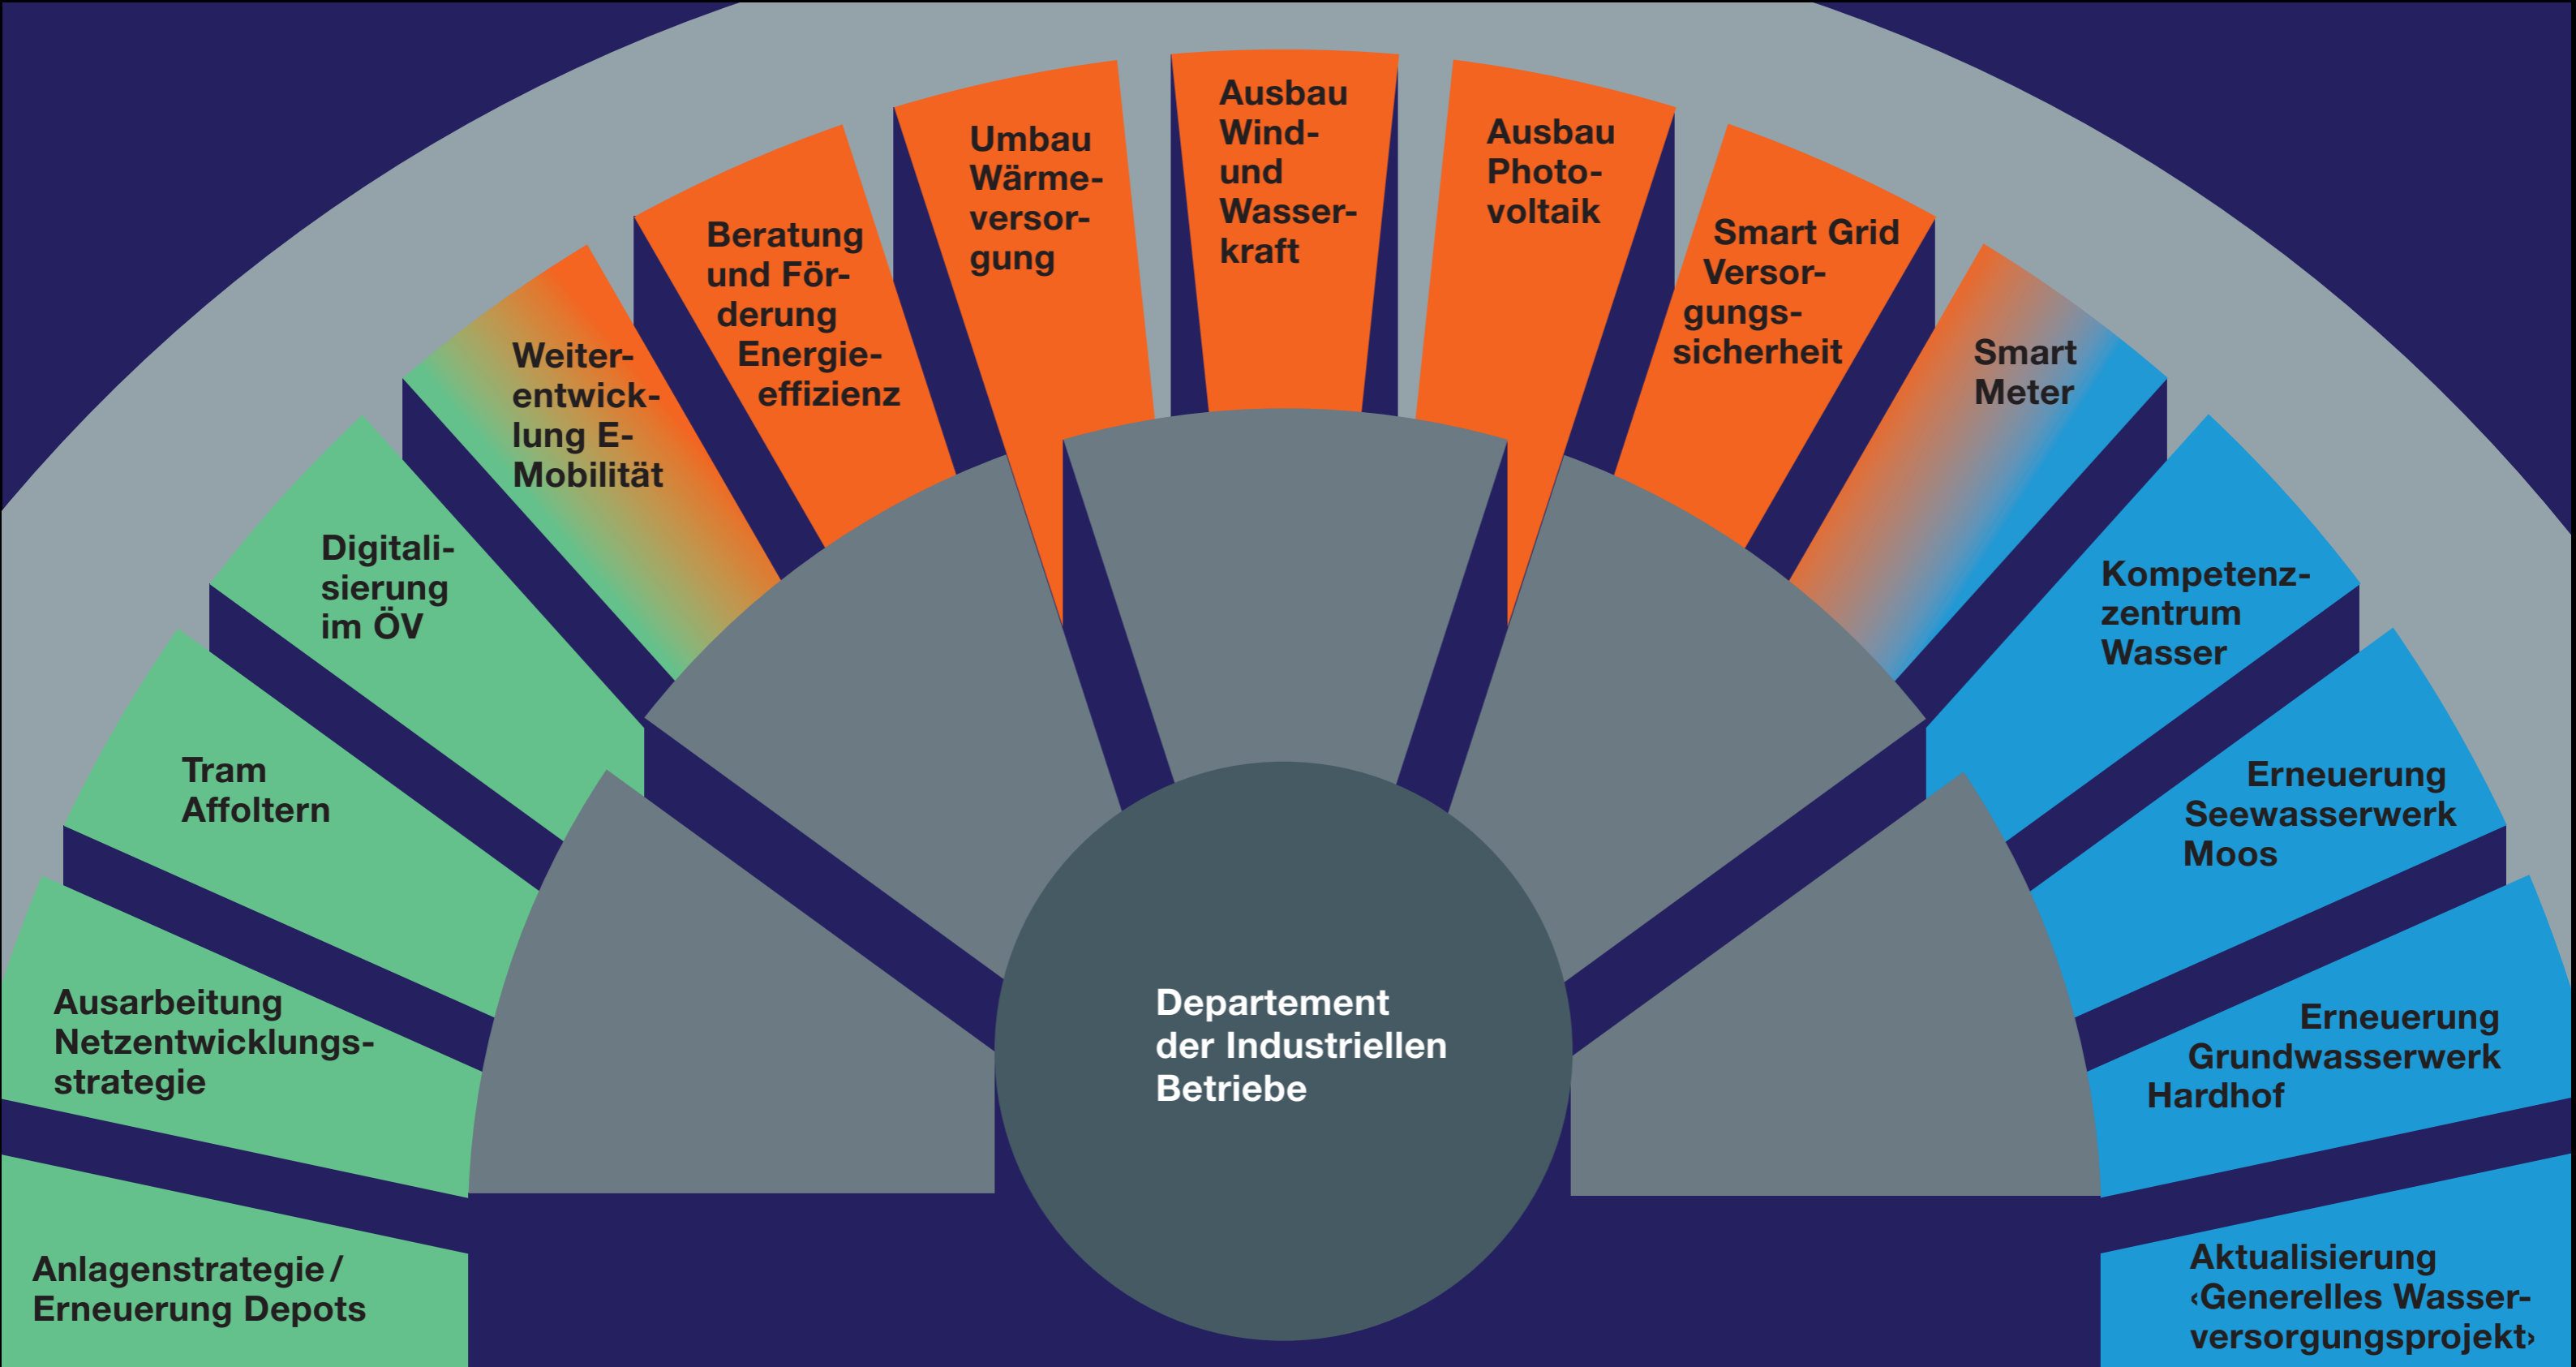 Anlagenstrategie /
Erneuerung Depots
Ausarbeitung
Netzentwicklungs-
strategie
Tram
Affoltern
Digitali-
sierung
im ÖV
Weiter-
entwick-
lung E-
Mobilität
Beratung
und För-
derung
Energie-
effizienz
Umbau
Wärme-
versor-
gung
Ausbau
Wind-
und
Wasser-
kraft
Ausbau
Photo-
voltaik
Smart Grid
Versor-
gungs-
sicherheit
Smart
Meter
Kompetenz-
zentrum
Wasser
Erneuerung
Seewasserwerk
Moos
Erneuerung
Grundwasserwerk
Hardhof
Aktualisierung
‹Generelles Wasser-
versorgungsprojekt›
Departement
der Industriellen
Betriebe